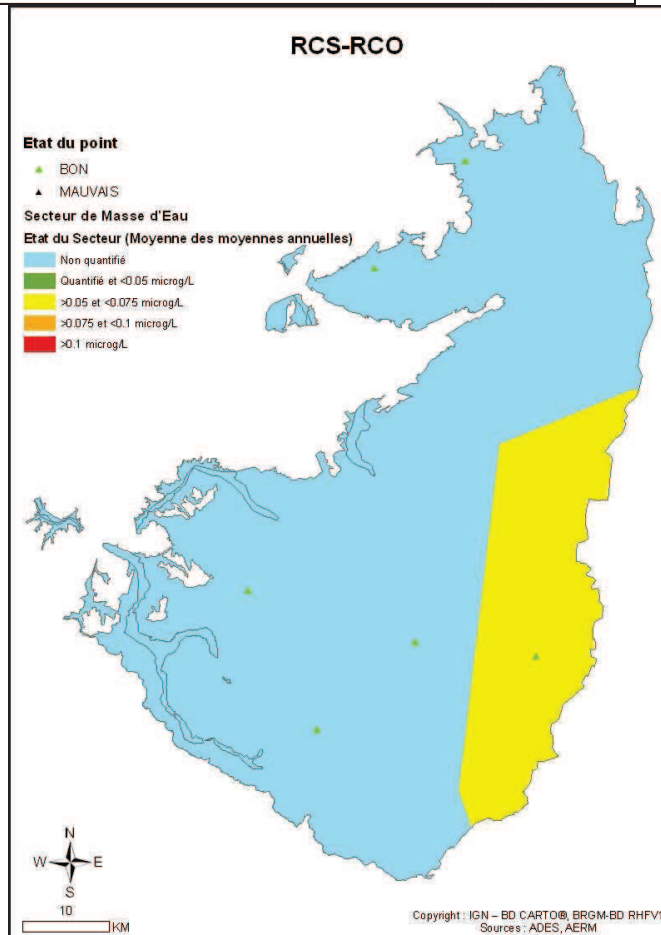 RCS-RCO
Etat du point
BON
MAUVAIS
Secteur de Masse d'Eau
Etat du Secteur (Moyenne des moyennes annuelles)
Non quantifié
Quantifié et <0.05 microg/L
>0.05 et <0.075 microg/L
>0.075 et <0.1 microg/L
>0.1 microg/L
N
W E
S
10
KM
Copyright : IGN – BD CARTO®, BRGM-BD RHFV1
Sources : ADES, AERM